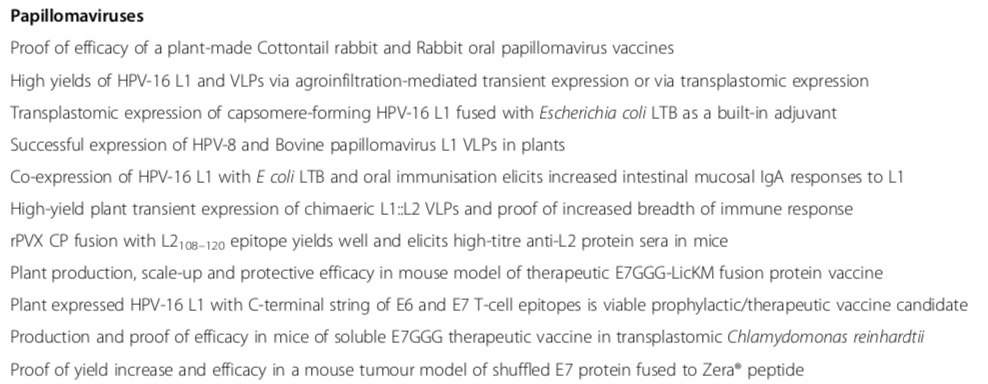 Papillomaviruses
Proof of efficacy of a plant-made Cottontail rabbit and Rabbit oral papillomavirus vaccines
High yields of HPV-16 L1 and VLPs via agroinfiltration-mediated transient expression or via transplastomic expression
Transplastomic expression of capsomere-forming HPV-16 L1 fused with Escherichia coli LTB as a built-in adjuvant
Successful expression of HPV-8 and Bovine papillomavirus L1 VLPs in plants
Co-expression of HPV-16 L1 with E coli LTB and oral immunisation elicits increased intestinal mucosal IgA responses to L1
High-yield plant transient expression of chimaeric L1::L2 VLPs and proof of increased breadth of immune response
rPVX CP fusion with L2₁₀₈₋₁₂₀ epitope yields well and elicits high-titre anti-L2 protein sera in mice
Plant production, scale-up and protective efficacy in mouse model of therapeutic E7GGG-LicKM fusion protein vaccine
Plant expressed HPV-16 L1 with C-terminal string of E6 and E7 T-cell epitopes is viable prophylactic/therapeutic vaccine candidate
Production and proof of efficacy in mice of soluble E7GGG therapeutic vaccine in transplastomic Chlamydomonas reinhardtii
Proof of yield increase and efficacy in a mouse tumour model of shuffled E7 protein fused to Zera® peptide